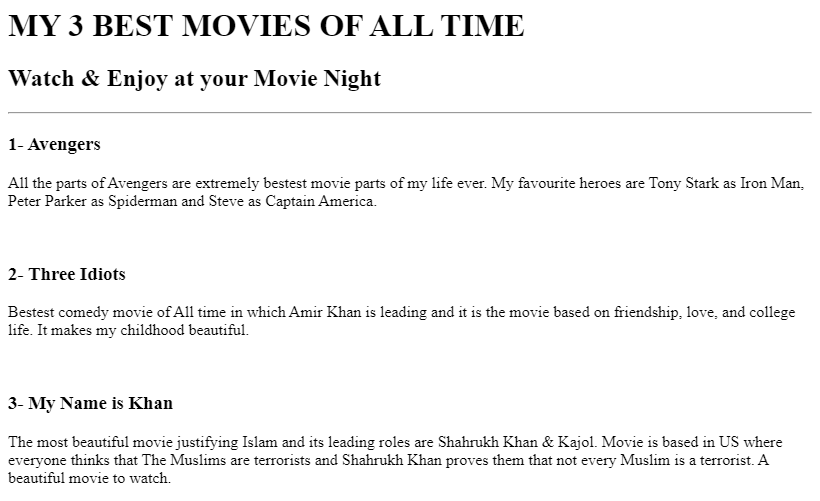 MY 3 BEST MOVIES OF ALL TIME
Watch & Enjoy at your Movie Night
1- Avengers
All the parts of Avengers are extremely bestest movie parts of my life ever. My favourite heroes are Tony Stark as Iron Man,
Peter Parker as Spiderman and Steve as Captain America.
2- Three Idiots
Bestest comedy movie of All time in which Amir Khan is leading and it is the movie based on friendship, love, and college
life. It makes my childhood beautiful.
3- My Name is Khan
The most beautiful movie justifying Islam and its leading roles are Shahrukh Khan & Kajol. Movie is based in US where
everyone thinks that The Muslims are terrorists and Shahrukh Khan proves them that not every Muslim is a terrorist. A
beautiful movie to watch.